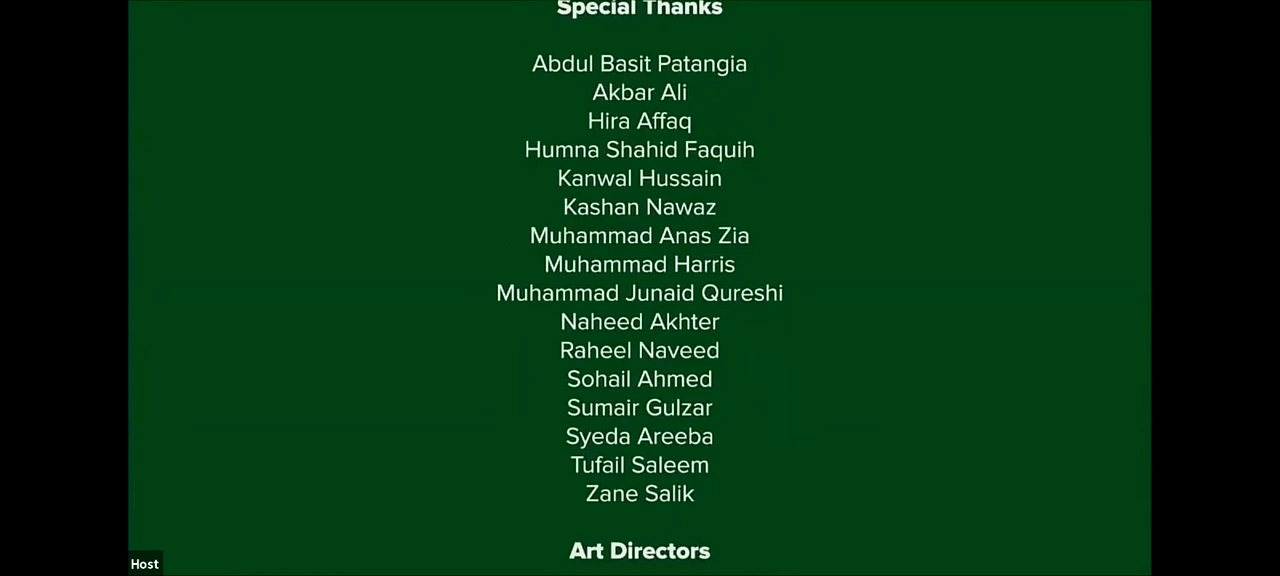 Special Thanks
Abdul Basit Patangia
Akbar Ali
Hira Affaq
Humna Shahid Faquih
Kanwal Hussain
Kashan Nawaz
Muhammad Anas Zia
Muhammad Harris
Muhammad Junaid Qureshi
Naheed Akhter
Raheel Naveed
Sohail Ahmed
Sumair Gulzar
Syeda Areeba
Tufail Saleem
Zane Salik
Art Directors
Host